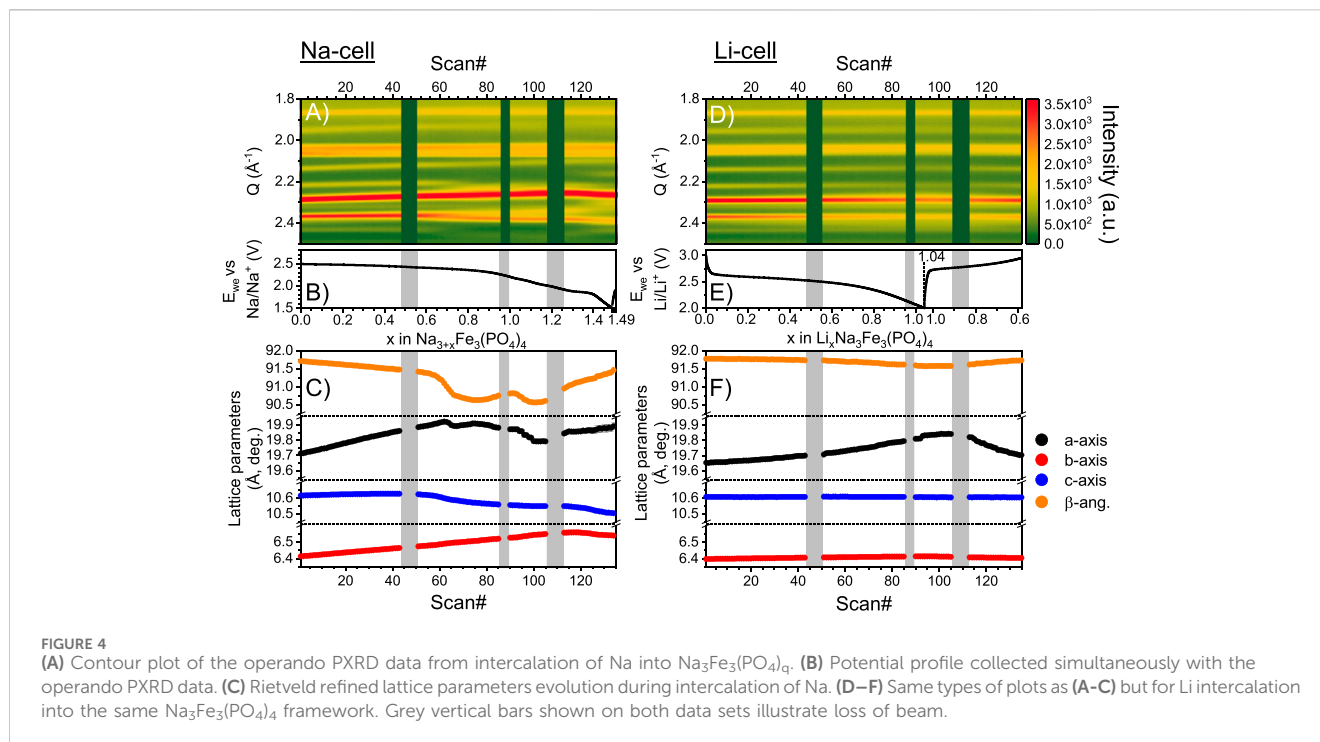 Na-cell
Scan#
20 40 60 80 100 120
A)
1.8
2.0
2.2
2.4
Q (Å-1)
B)
2.5
2.0
1.5
Ewe vs
Na/Na+ (V)
0.0 0.2 0.4 0.6 0.8 1.0 1.2 1.4 1.49
x in Na3+xFe3(PO4)4
C)
92.0
91.5
91.0
90.5
19.9
19.8
19.7
19.6
10.6
10.5
6.5
6.4
Lattice parameters
(Å, deg.)
20 40 60 80 100 120
Scan#
Li-cell
Scan#
20 40 60 80 100 120
D)
1.8
2.0
2.2
2.4
Q (Å-1)
3.5x10³
3.0x10³
2.5x10³
2.0x10³
1.5x10³
1.0x10³
5.0x10²
0.0
Intensity (a.u.)
E)
1.04
3.0
2.5
2.0
Ewe vs
Li/Li+ (V)
0.0 0.2 0.4 0.6 0.8 1.0 1.0 0.6
x in LixNa3Fe3(PO4)4
F)
92.0
91.5
91.0
90.5
19.9
19.8
19.7
19.6
10.6
10.5
6.5
6.4
Lattice parameters
(Å, deg.)
20 40 60 80 100 120
Scan#
a-axis
b-axis
c-axis
β-ang.
FIGURE 4
(A) Contour plot of the operando PXRD data from intercalation of Na into Na3Fe3(PO4)q. (B) Potential profile collected simultaneously with the
operando PXRD data. (C) Rietveld refined lattice parameters evolution during intercalation of Na. (D–F) Same types of plots as (A-C) but for Li intercalation
into the same Na3Fe3(PO4)4 framework. Grey vertical bars shown on both data sets illustrate loss of beam.